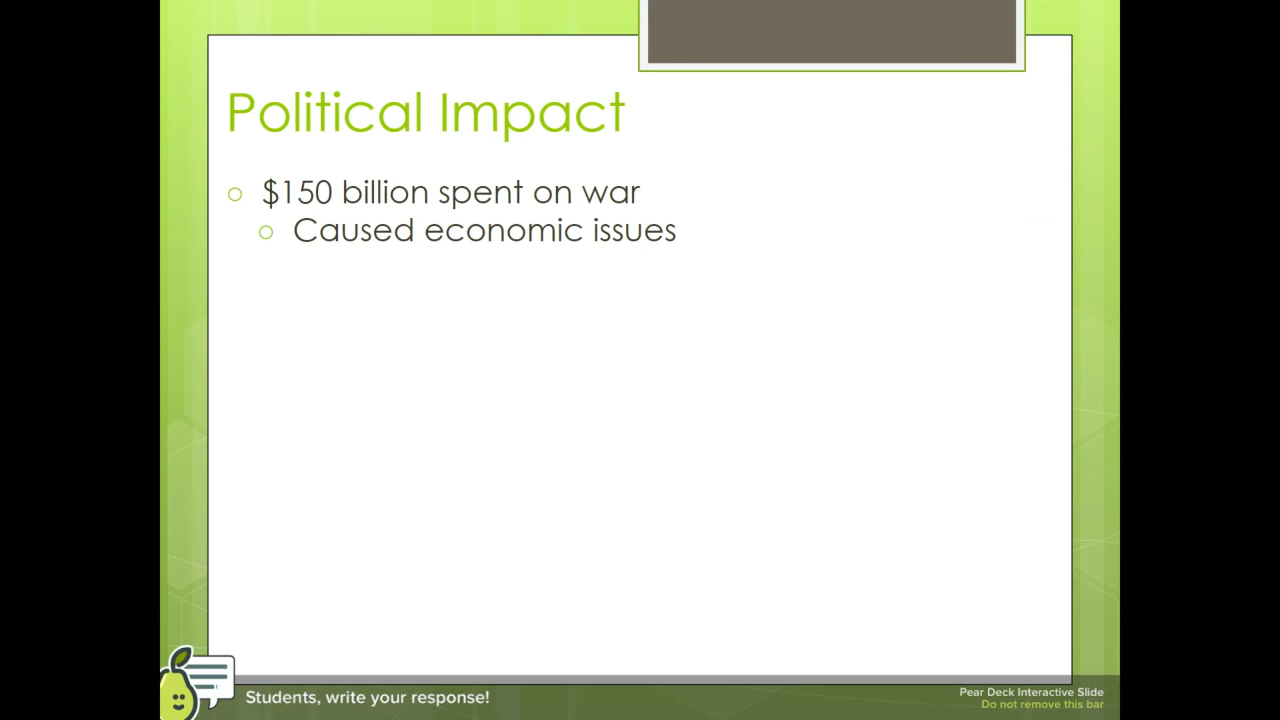 Political Impact
$150 billion spent on war
Caused economic issues
Students, write your response!
Pear Deck Interactive Slide
Do not remove this bar